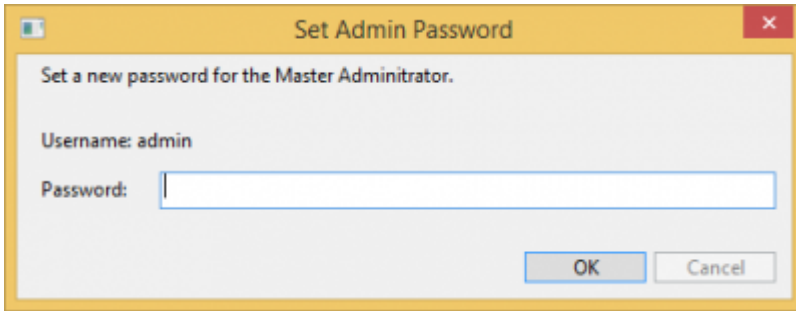 Set Admin Password
Set a new password for the Master Adminitrator.
Username: admin
Password:
OK Cancel